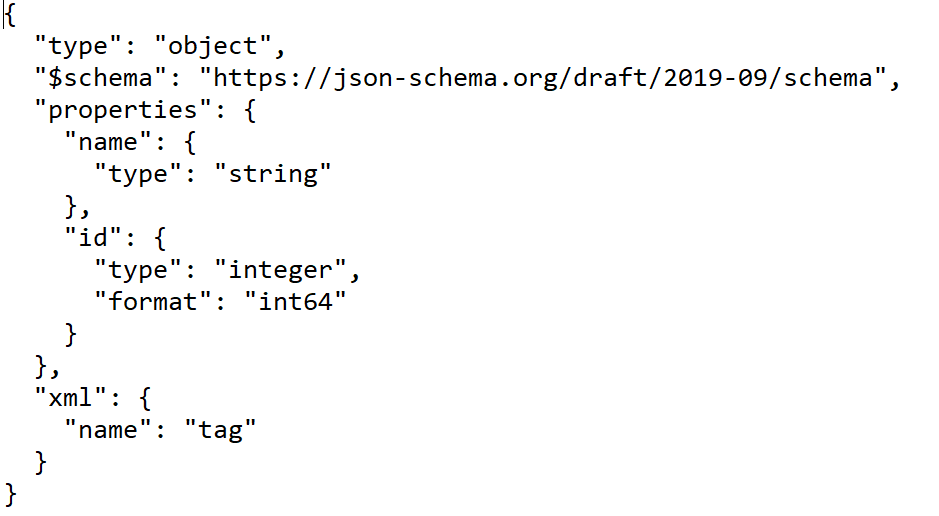 {
  "type": "object",
  "$schema": "https://json-schema.org/draft/2019-09/schema",
  "properties": {
    "name": {
      "type": "string"
    },
    "id": {
      "type": "integer",
      "format": "int64"
    }
  },
  "xml": {
    "name": "tag"
  }
}